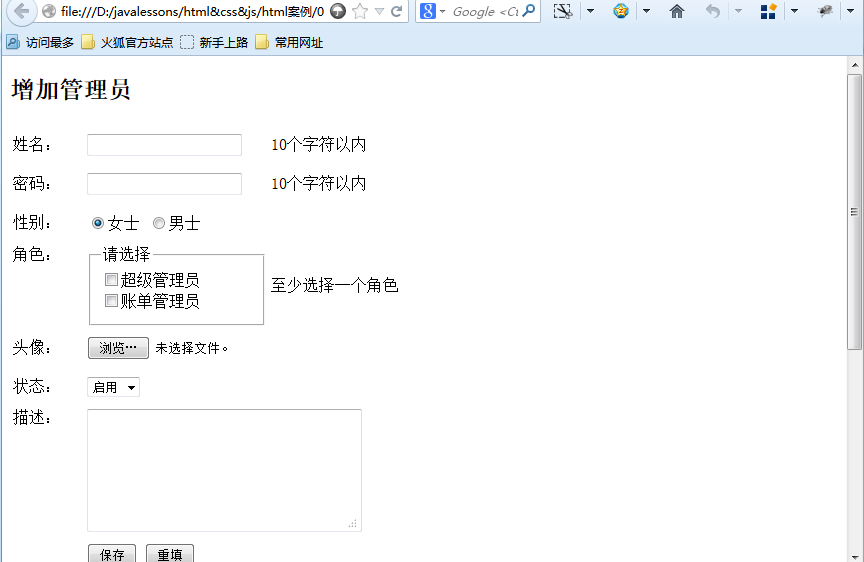 file:///D:/javalessons/html&css&js/html案例/0
Google <Ct
访问最多 火狐官方站点 新手上路 常用网址
增加管理员
姓名： 10个字符以内
密码： 10个字符以内
性别： 女士 男士
角色： 请选择
超级管理员
至少选择一个角色
账单管理员
头像： 浏览… 未选择文件。
状态： 启用
描述：
保存 重填